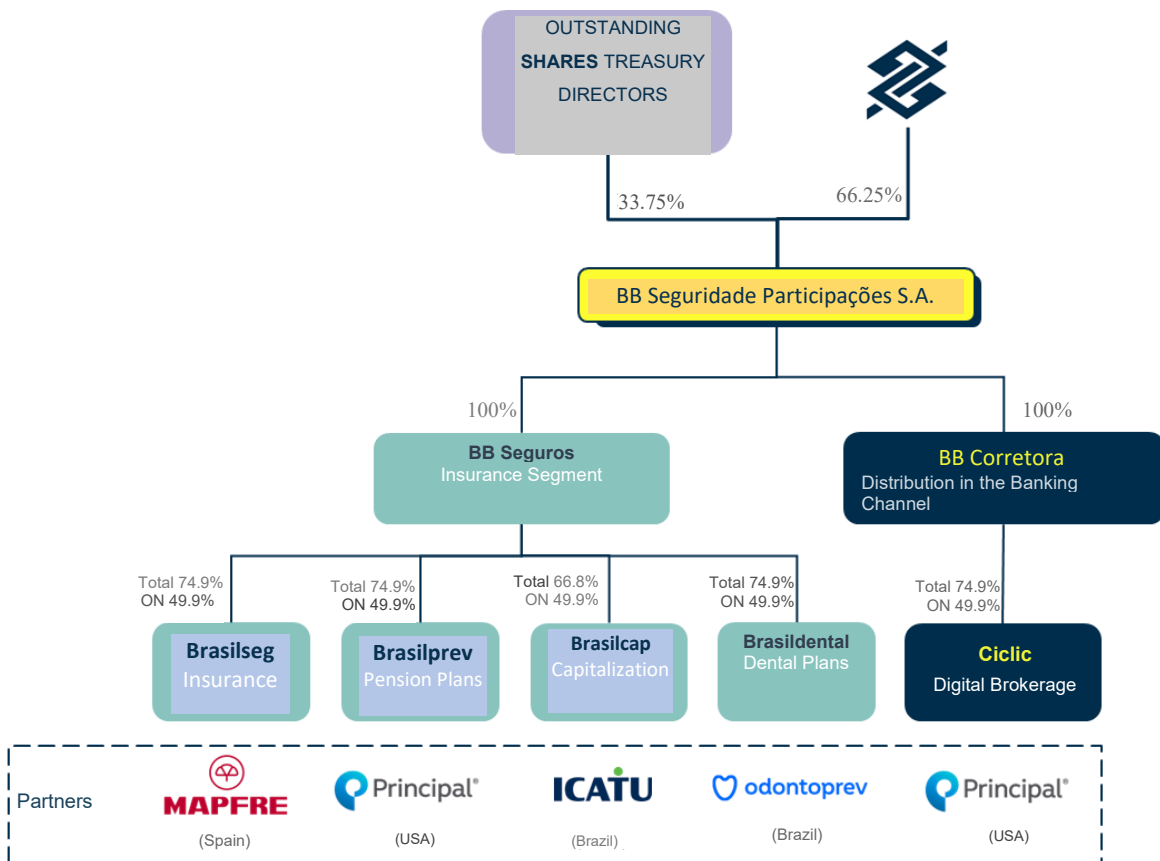 OUTSTANDING
SHARES TREASURY
DIRECTORS
33.75%
66.25%
BB Seguridade Participações S.A.
100%
100%
BB Seguros
Insurance Segment
BB Corretora
Distribution in the Banking
Channel
Total 74.9%
ON 49.9%
Total 74.9%
ON 49.9%
Total 66.8%
ON 49.9%
Total 74.9%
ON 49.9%
Total 74.9%
ON 49.9%
Brasilseg
Insurance
Brasilprev
Pension Plans
Brasilcap
Capitalization
Brasildental
Dental Plans
Ciclic
Digital Brokerage
Partners
MAPFRE
(Spain)
Principal®
(USA)
ICATU
(Brazil)
odontoprev
(Brazil)
Principal®
(USA)